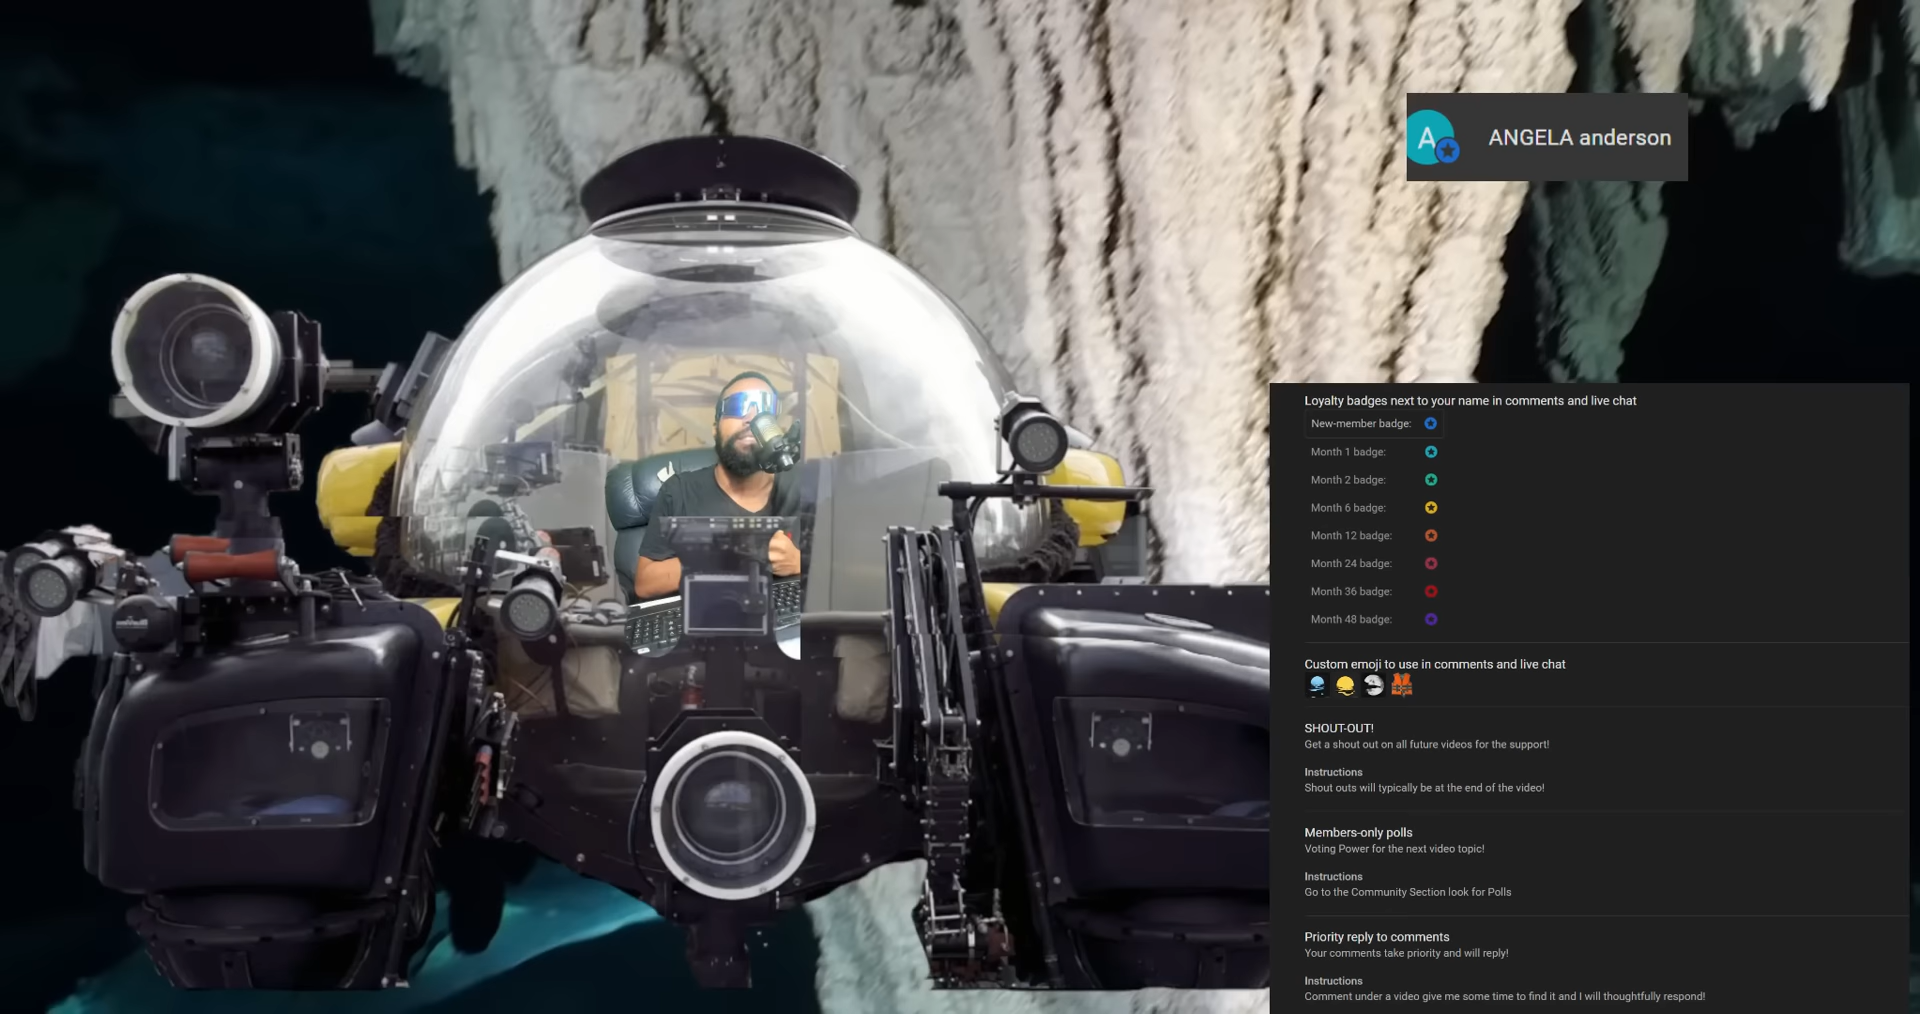 A
ANGELA anderson
Loyalty badges next to your name in comments and live chat
New-member badge:
Month 1 badge:
Month 2 badge:
Month 6 badge:
Month 12 badge:
Month 24 badge:
Month 36 badge:
Month 48 badge:
Custom emoji to use in comments and live chat
SHOUT-OUT!
Get a shout out on all future videos for the support!
Instructions
Shout outs will typically be at the end of the video!
Members-only polls
Voting Power for the next video topic!
Instructions
Go to the Community Section look for Polls
Priority reply to comments
Your comments take priority and will reply!
Instructions
Comment under a video give me some time to find it and I will thoughtfully respond!